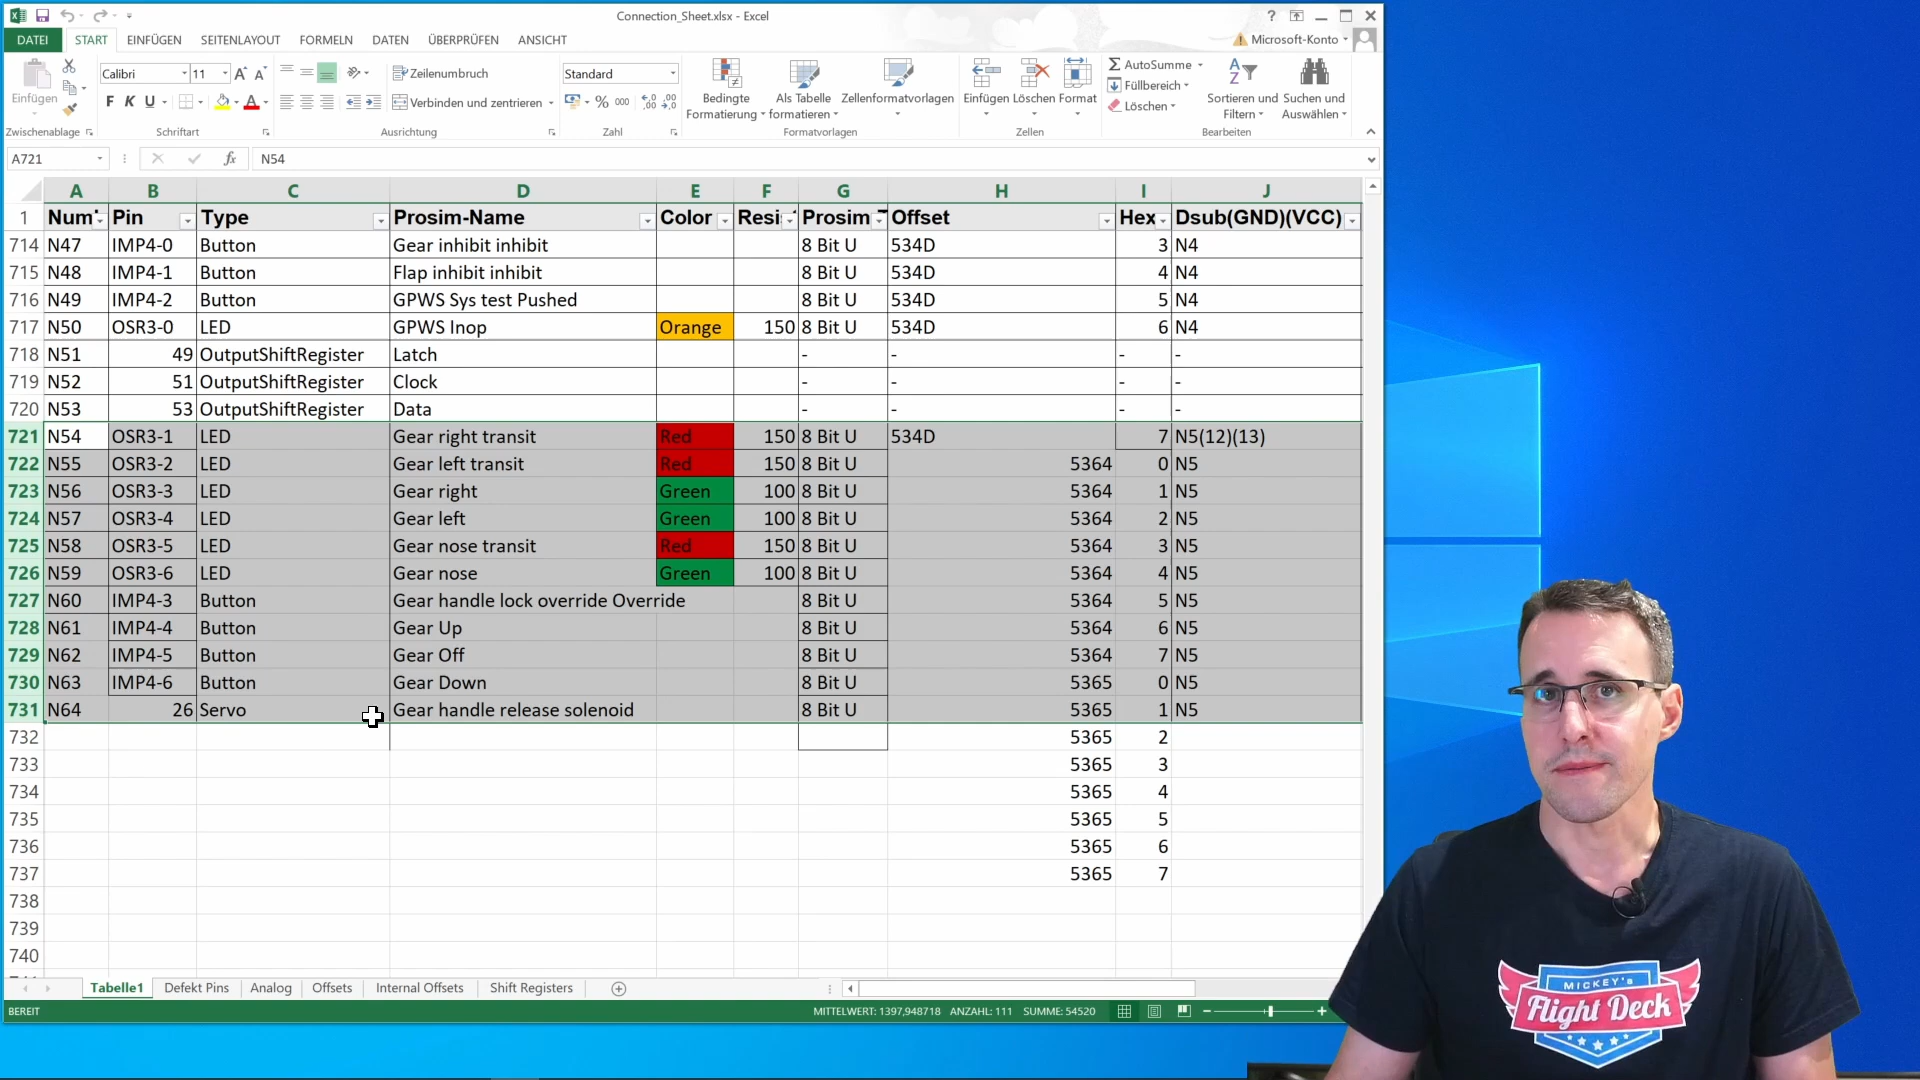 Connection_Sheet.xlsx - Excel
DATEI START EINFÜGEN SEITENLAYOUT FORMELN DATEN ÜBERPRÜFEN ANSICHT Microsoft-Konto
Einfügen
Calibri 11
F K U
Zeilenumbruch
Verbinden und zentrieren
Standard
% 000
Bedingte Formatierung
Als Tabelle formatieren
Zellenformatvorlagen
Einfügen Löschen Format
AutoSumme
Füllbereich
Löschen
Sortieren und Filtern
Suchen und Auswählen
Zwischenablage Schriftart Ausrichtung Zahl Formatvorlagen Zellen Bearbeiten
A721 fx N54
A B C D E F G H I J
1 Num Pin Type Prosim-Name Color Resi Prosim Offset Hex Dsub(GND)(VCC)
714 N47 IMP4-0 Button Gear inhibit inhibit 8 Bit U 534D 3 N4
715 N48 IMP4-1 Button Flap inhibit inhibit 8 Bit U 534D 4 N4
716 N49 IMP4-2 Button GPWS Sys test Pushed 8 Bit U 534D 5 N4
717 N50 OSR3-0 LED GPWS Inop Orange 150 8 Bit U 534D 6 N4
718 N51 49 OutputShiftRegister Latch - - - -
719 N52 51 OutputShiftRegister Clock - - - -
720 N53 53 OutputShiftRegister Data - - - -
721 N54 OSR3-1 LED Gear right transit Red 150 8 Bit U 534D 7 N5(12)(13)
722 N55 OSR3-2 LED Gear left transit Red 150 8 Bit U 5364 0 N5
723 N56 OSR3-3 LED Gear right Green 100 8 Bit U 5364 1 N5
724 N57 OSR3-4 LED Gear left Green 100 8 Bit U 5364 2 N5
725 N58 OSR3-5 LED Gear nose transit Red 150 8 Bit U 5364 3 N5
726 N59 OSR3-6 LED Gear nose Green 100 8 Bit U 5364 4 N5
727 N60 IMP4-3 Button Gear handle lock override Override 8 Bit U 5364 5 N5
728 N61 IMP4-4 Button Gear Up 8 Bit U 5364 6 N5
729 N62 IMP4-5 Button Gear Off 8 Bit U 5364 7 N5
730 N63 IMP4-6 Button Gear Down 8 Bit U 5365 0 N5
731 N64 26 Servo Gear handle release solenoid 8 Bit U 5365 1 N5
732 5365 2
733 5365 3
734 5365 4
735 5365 5
736 5365 6
737 5365 7
738
739
740
Tabelle1 Defekt Pins Analog Offsets Internal Offsets Shift Registers
BEREIT MITTELWERT: 1397,948718 ANZAHL: 111 SUMME: 54520
MICKEY's
Flight Deck